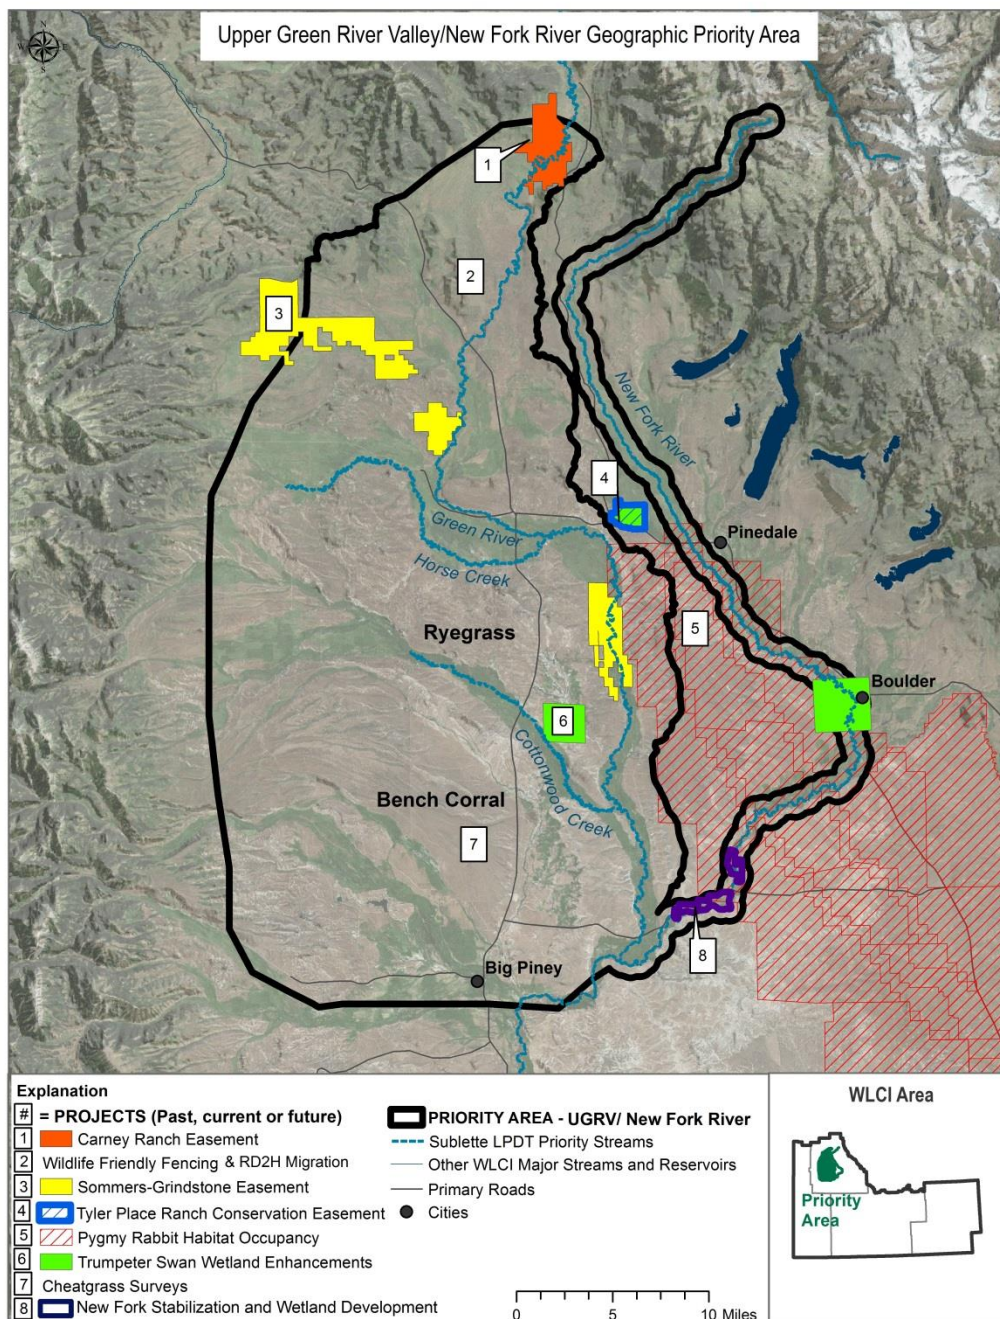 Upper Green River Valley/New Fork River Geographic Priority Area
N
W E
S
1
2
3
New Fork River
4
Pinedale
Green River
Horse Creek
Ryegrass
5
Boulder
6
Cottonwood Creek
Bench Corral
7
8
Big Piney
Explanation
# = PROJECTS (Past, current or future)
1 Carney Ranch Easement
2 Wildlife Friendly Fencing & RD2H Migration
3 Sommers-Grindstone Easement
4 Tyler Place Ranch Conservation Easement
5 Pygmy Rabbit Habitat Occupancy
6 Trumpeter Swan Wetland Enhancements
7 Cheatgrass Surveys
8 New Fork Stabilization and Wetland Development
PRIORITY AREA - UGRV/ New Fork River
Sublette LPDT Priority Streams
Other WLCI Major Streams and Reservoirs
Primary Roads
Cities
0 5 10 Miles
WLCI Area
Priority
Area